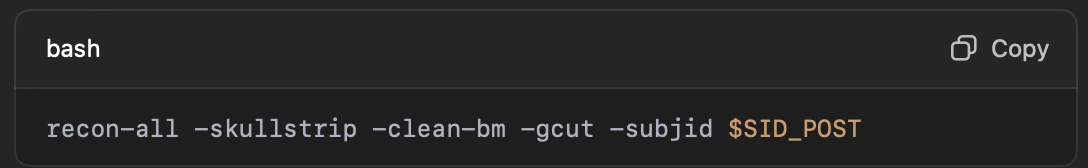 bash
Copy
recon-all -skullstrip -clean-bm -gcut -subjid $SID_POST